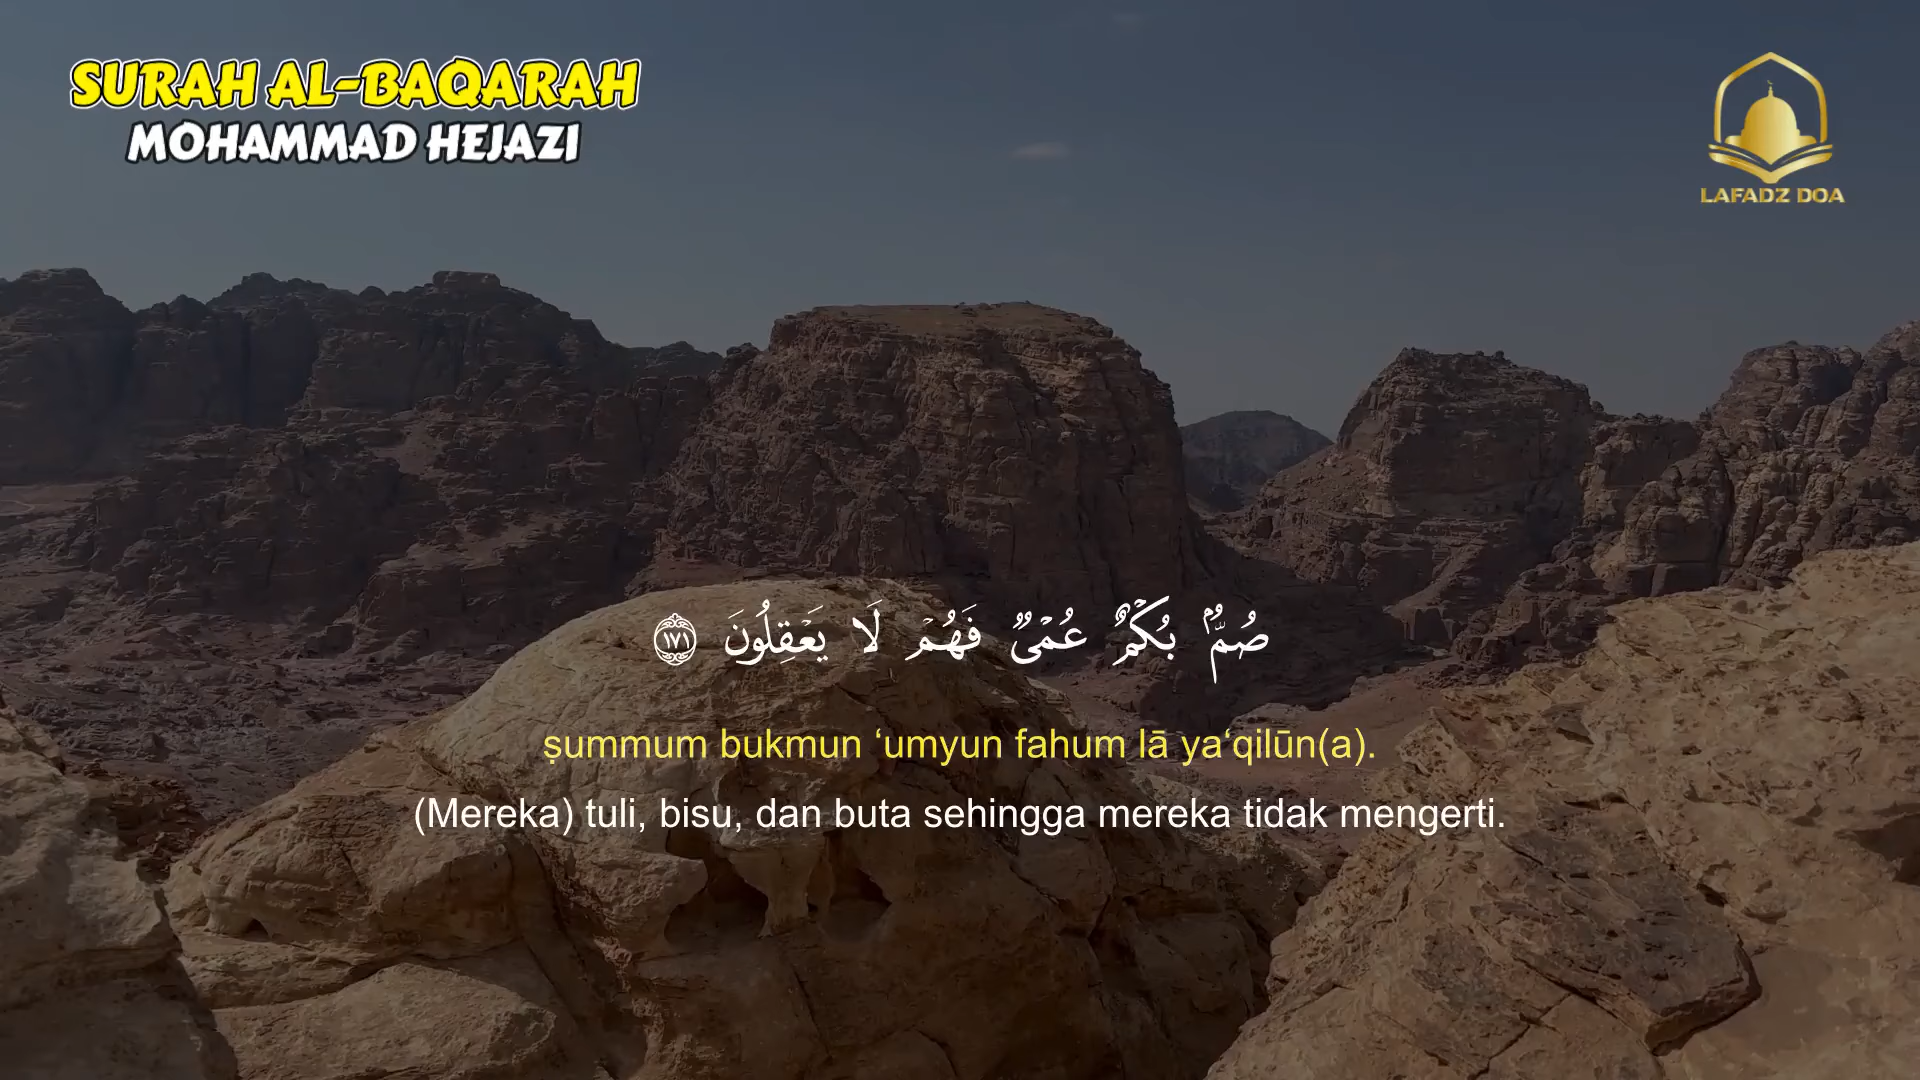 SURAH AL-BAQARAH
MOHAMMAD HEJAZI
LAFADZ DOA
صُمٌّۢ بُكْمٌ عُمْيٌ فَهُمْ لَا يَعْقِلُونَ ١٧١
ṣummum bukmun ‘umyun fahum lā ya‘qilūn(a).
(Mereka) tuli, bisu, dan buta sehingga mereka tidak mengerti.